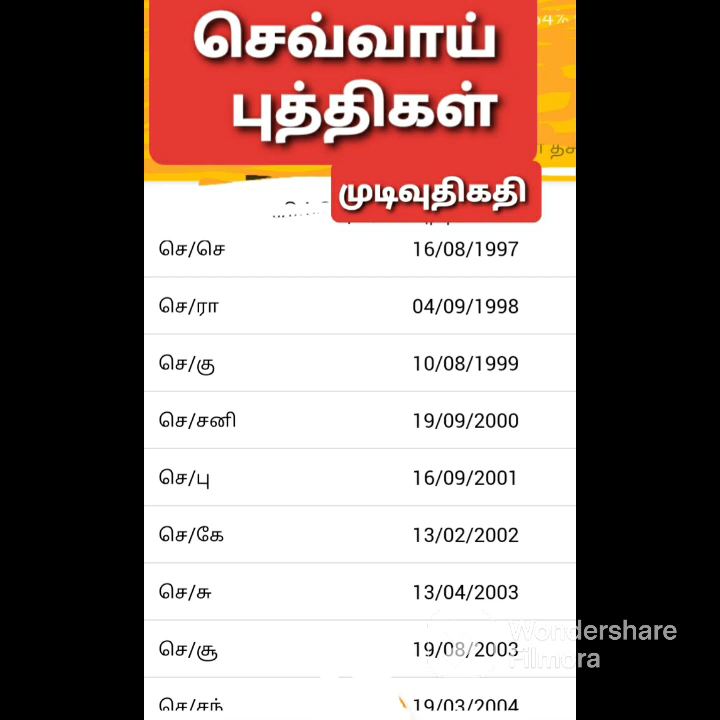 செவ்வாய்
புத்திகள்
முடிவுதிகதி
செ/செ 16/08/1997
செ/ரா 04/09/1998
செ/கு 10/08/1999
செ/சனி 19/09/2000
செ/பு 16/09/2001
செ/கே 13/02/2002
செ/சு 13/04/2003
செ/சூ 19/08/2003
செ/சந் 19/03/2004
Wondershare
Filmora